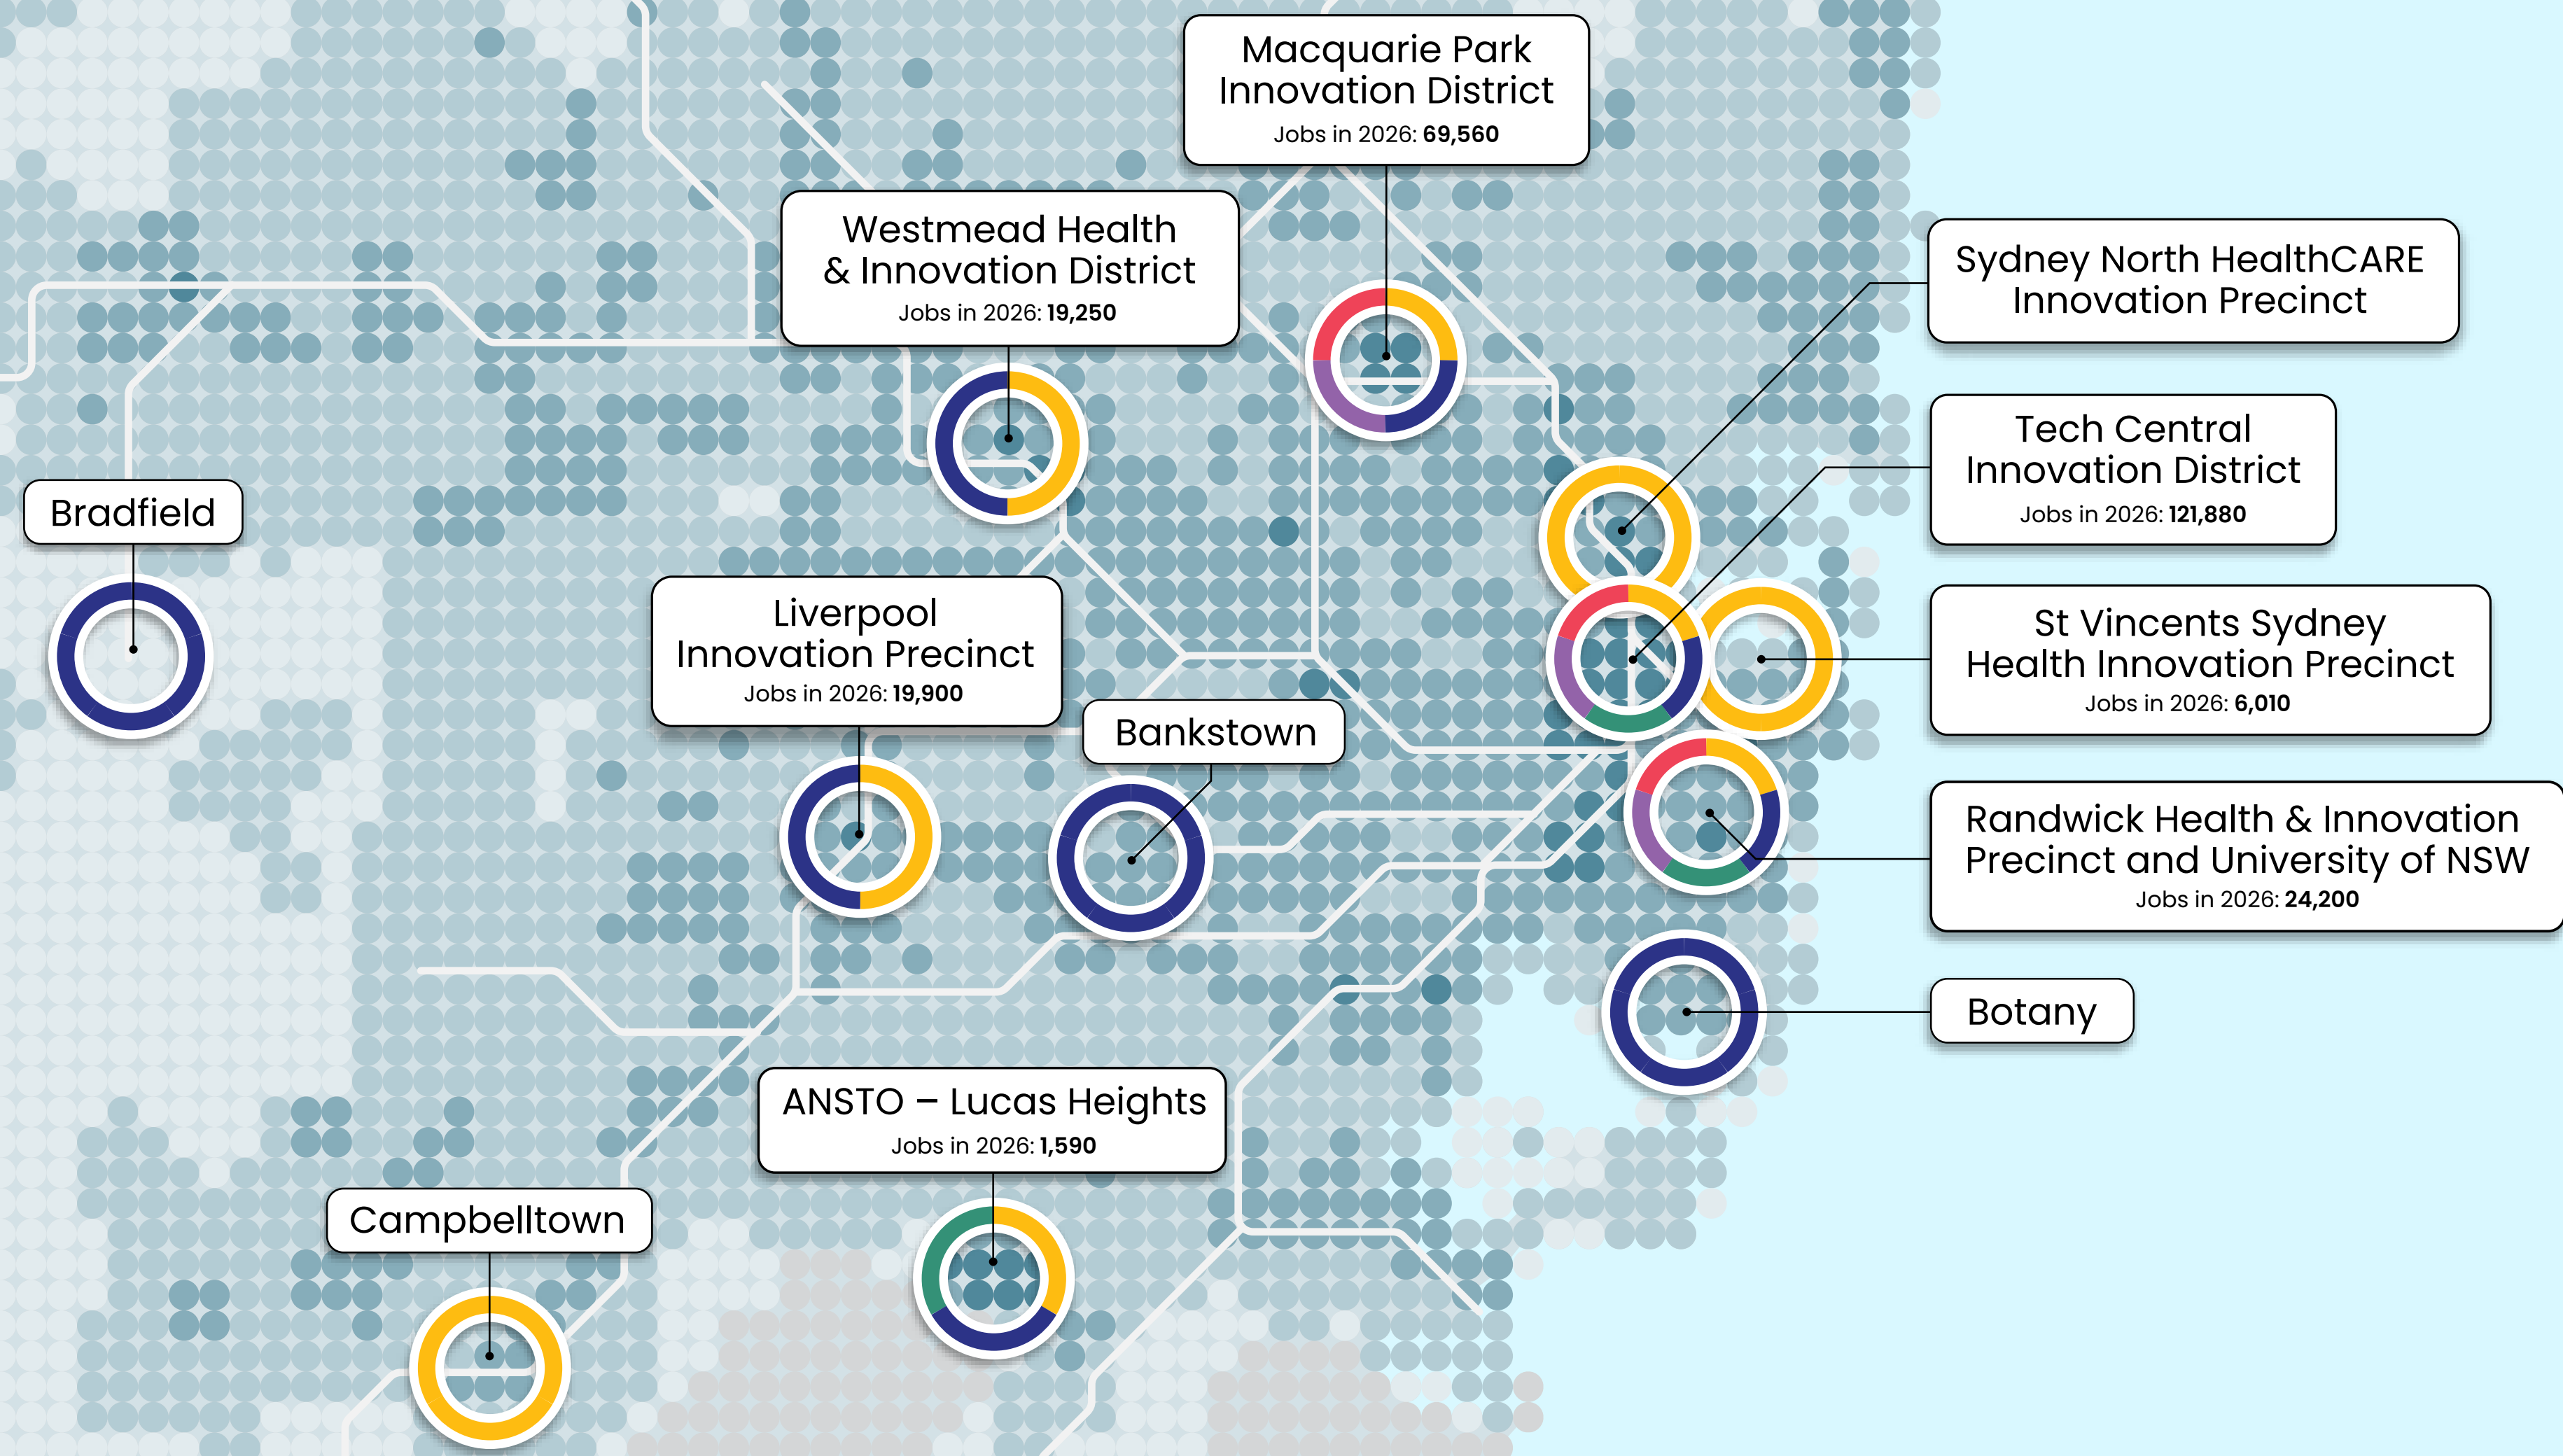 Macquarie Park
Innovation District
Jobs in 2026: 69,560
Westmead Health
& Innovation District
Jobs in 2026: 19,250
Sydney North HealthCARE
Innovation Precinct
Tech Central
Innovation District
Jobs in 2026: 121,880
Bradfield
Liverpool
Innovation Precinct
Jobs in 2026: 19,900
St Vincents Sydney
Health Innovation Precinct
Jobs in 2026: 6,010
Bankstown
Randwick Health & Innovation
Precinct and University of NSW
Jobs in 2026: 24,200
Botany
ANSTO – Lucas Heights
Jobs in 2026: 1,590
Campbelltown